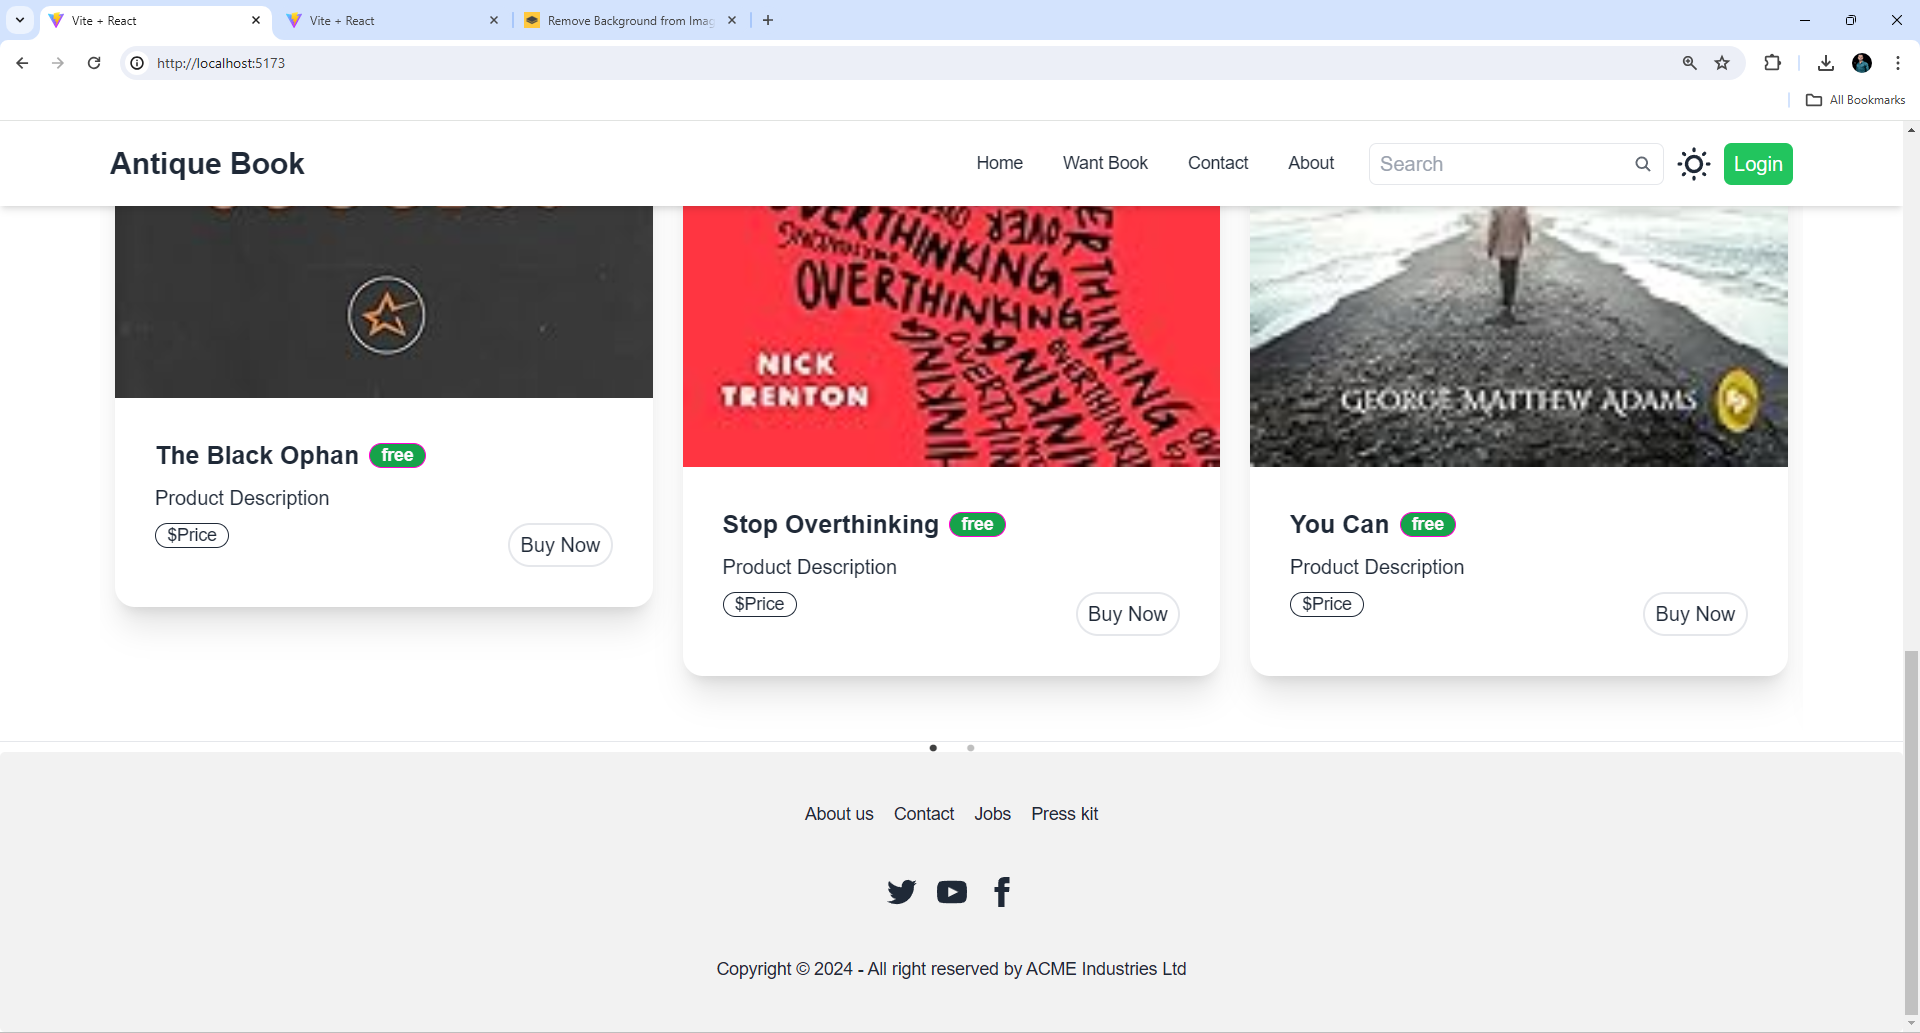 Vite + React
Vite + React
Remove Background from Imag
http://localhost:5173
All Bookmarks
Antique Book
Home
Want Book
Contact
About
Search
Login
OVERTHINKING
OVER
OVERTHINKING
OVERTHINKING
NICK
TRENTON
GEORGE MATTHEW ADAMS
The Black Ophan
free
Product Description
$Price
Buy Now
Stop Overthinking
free
Product Description
$Price
Buy Now
You Can
free
Product Description
$Price
Buy Now
About us
Contact
Jobs
Press kit
Copyright © 2024 - All right reserved by ACME Industries Ltd